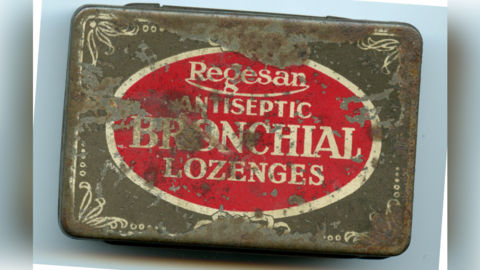 Regesan
ANTISEPTIC
BRONCHIAL
LOZENGES